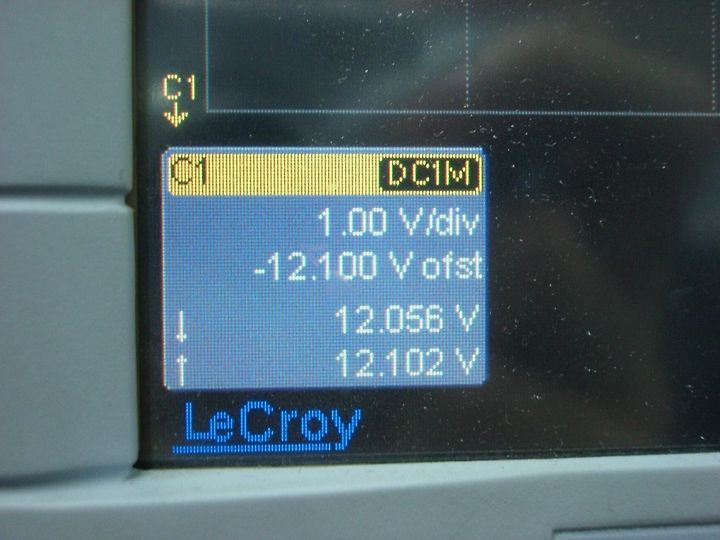 C1
C1 DC1M
1.00 V/div
-12.100 V ofst
↓ 12.056 V
↑ 12.102 V
LeCroy